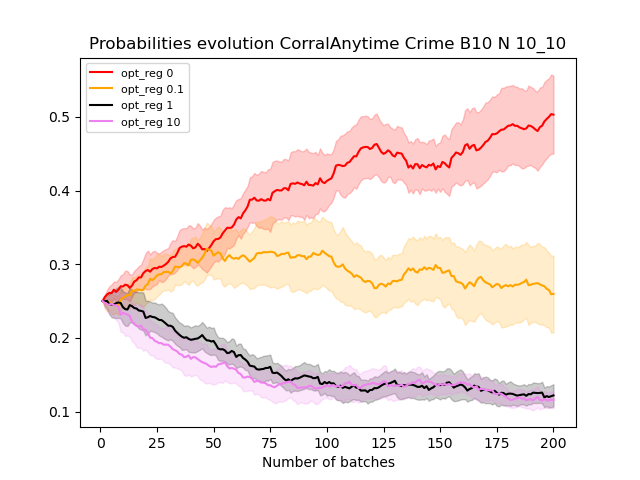 Probabilities evolution CorralAnytime Crime B10 N 10_10
opt_reg 0
opt_reg 0.1
opt_reg 1
opt_reg 10
0.5
0.4
0.3
0.2
0.1
0 25 50 75 100 125 150 175 200
Number of batches